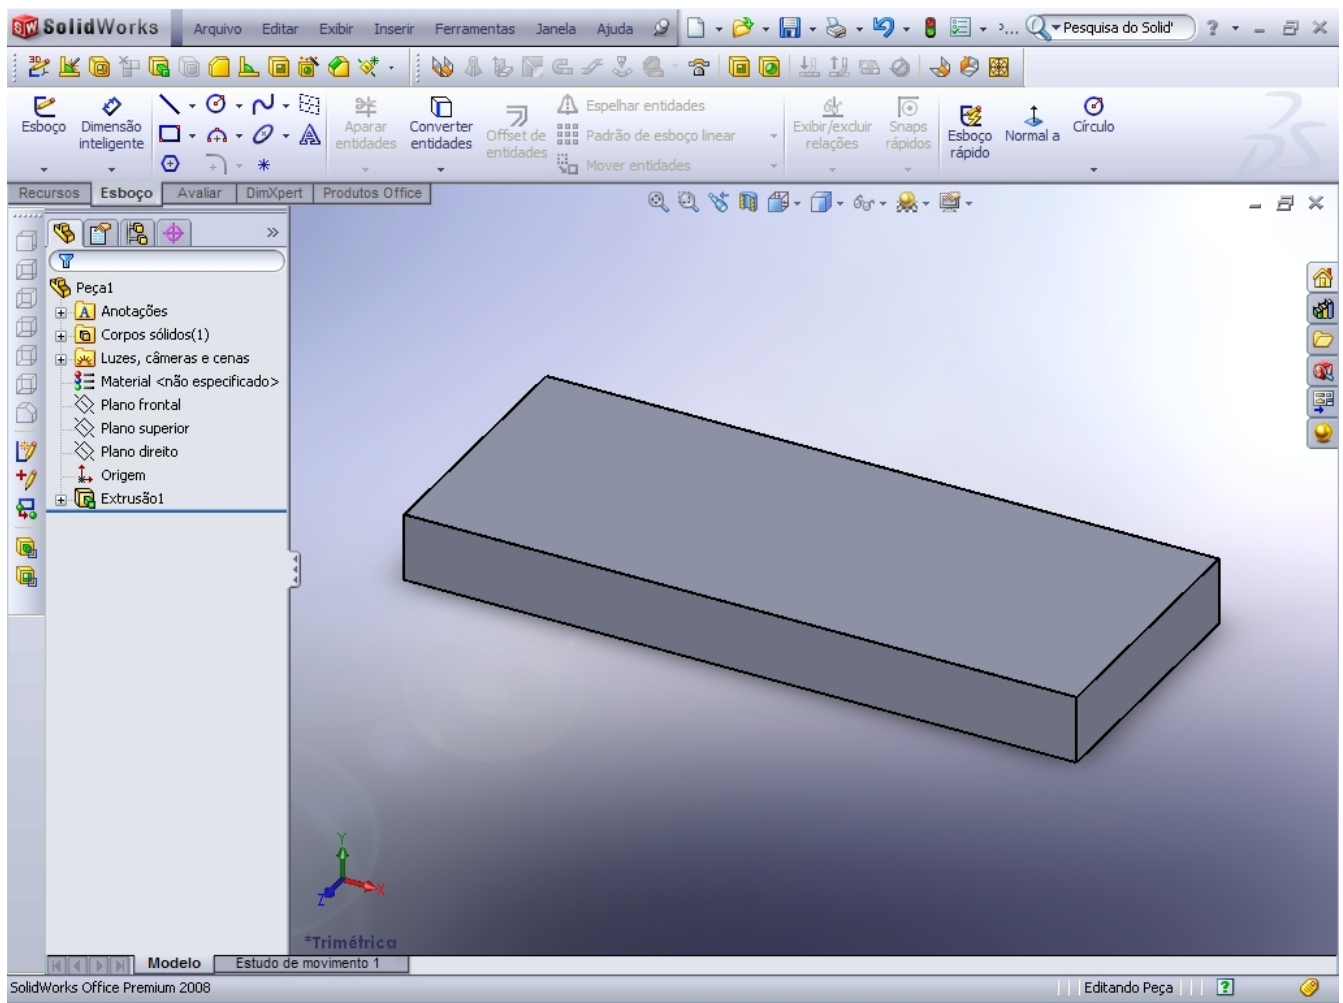 SolidWorks Arquivo Editar Exibir Inserir Ferramentas Janela Ajuda Pesquisa do Solid'
Esboço Dimensão inteligente Aparar entidades Converter entidades Offset de entidades Espelhar entidades Exibir/excluir relações Snaps rápidos Esboço rápido Normal a Círculo
Padrão de esboço linear
Mover entidades
Recursos Esboço Avaliar DimXpert Produtos Office
Peça1
Anotações
Corpos sólidos(1)
Luzes, câmeras e cenas
Material <não especificado>
Plano frontal
Plano superior
Plano direito
Origem
Extrusão1
Y
X
Z
*Trimétrica
Modelo Estudo de movimento 1
SolidWorks Office Premium 2008 Editando Peça